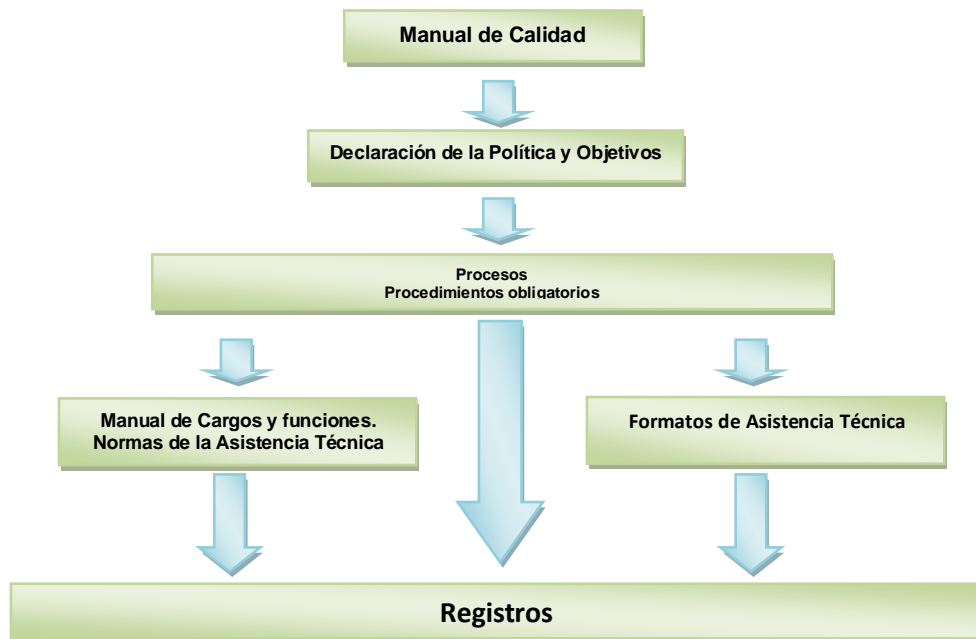 Manual de Calidad
Declaración de la Política y Objetivos
Procesos
Procedimientos obligatorios
Manual de Cargos y funciones.
Normas de la Asistencia Técnica
Formatos de Asistencia Técnica
Registros